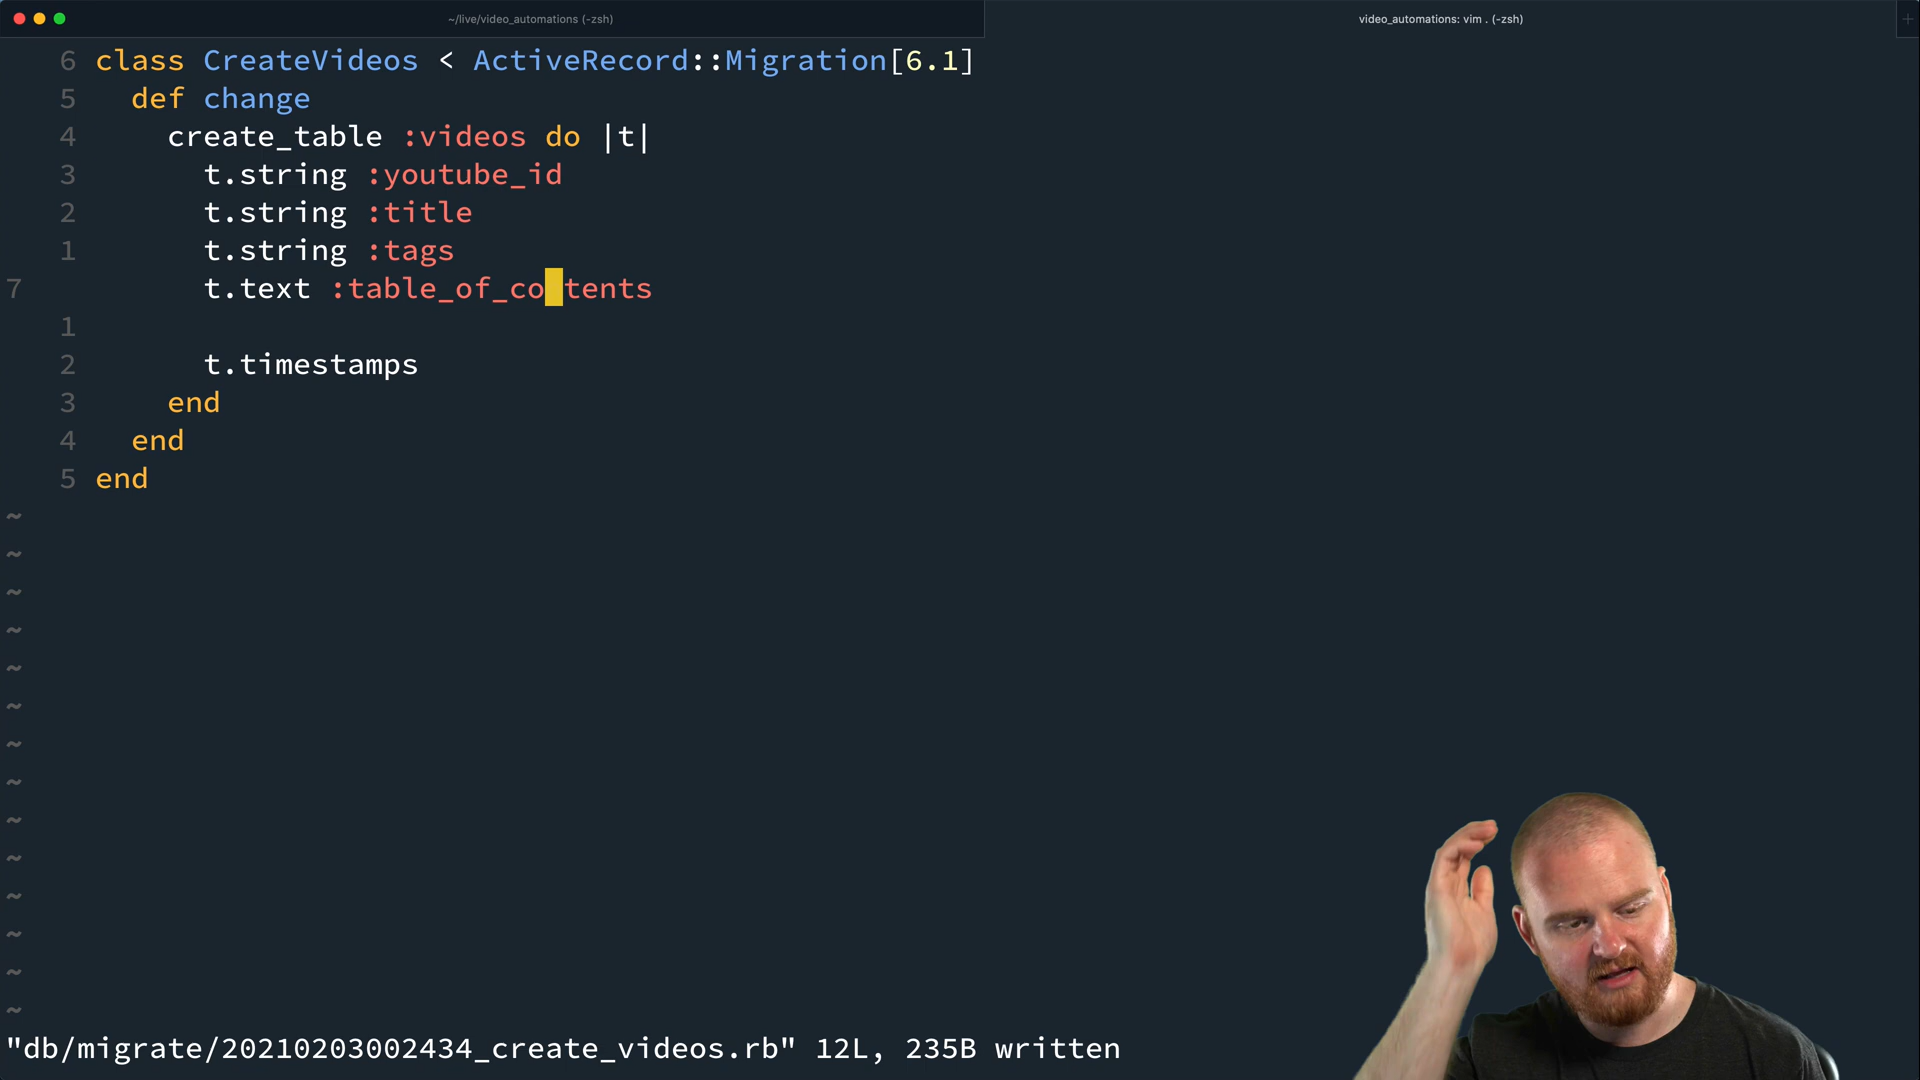 ~/live/video_automations (-zsh)
video_automations: vim . (-zsh)
6 class CreateVideos < ActiveRecord::Migration[6.1]
5 def change
4 create_table :videos do |t|
3 t.string :youtube_id
2 t.string :title
1 t.string :tags
7 t.text :table_of_co tents
1
2 t.timestamps
3 end
4 end
5 end
~
~
~
~
~
~
~
~
~
~
~
~
~
~
"db/migrate/20210203002434_create_videos.rb" 12L, 235B written